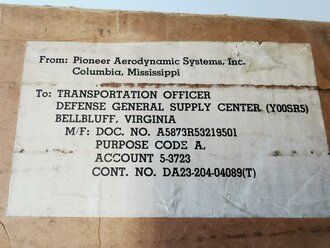 From: Pioneer Aerodynamic Systems, Inc.
Columbia, Mississippi
To: TRANSPORTATION OFFICER
DEFENSE GENERAL SUPPLY CENTER (Y00SR5)
BELLBLUFF, VIRGINIA
M/F: DOC. NO. A5873R53219501
PURPOSE CODE A,
ACCOUNT 5-3723
CONT. NO. DA23-204-04089(T)